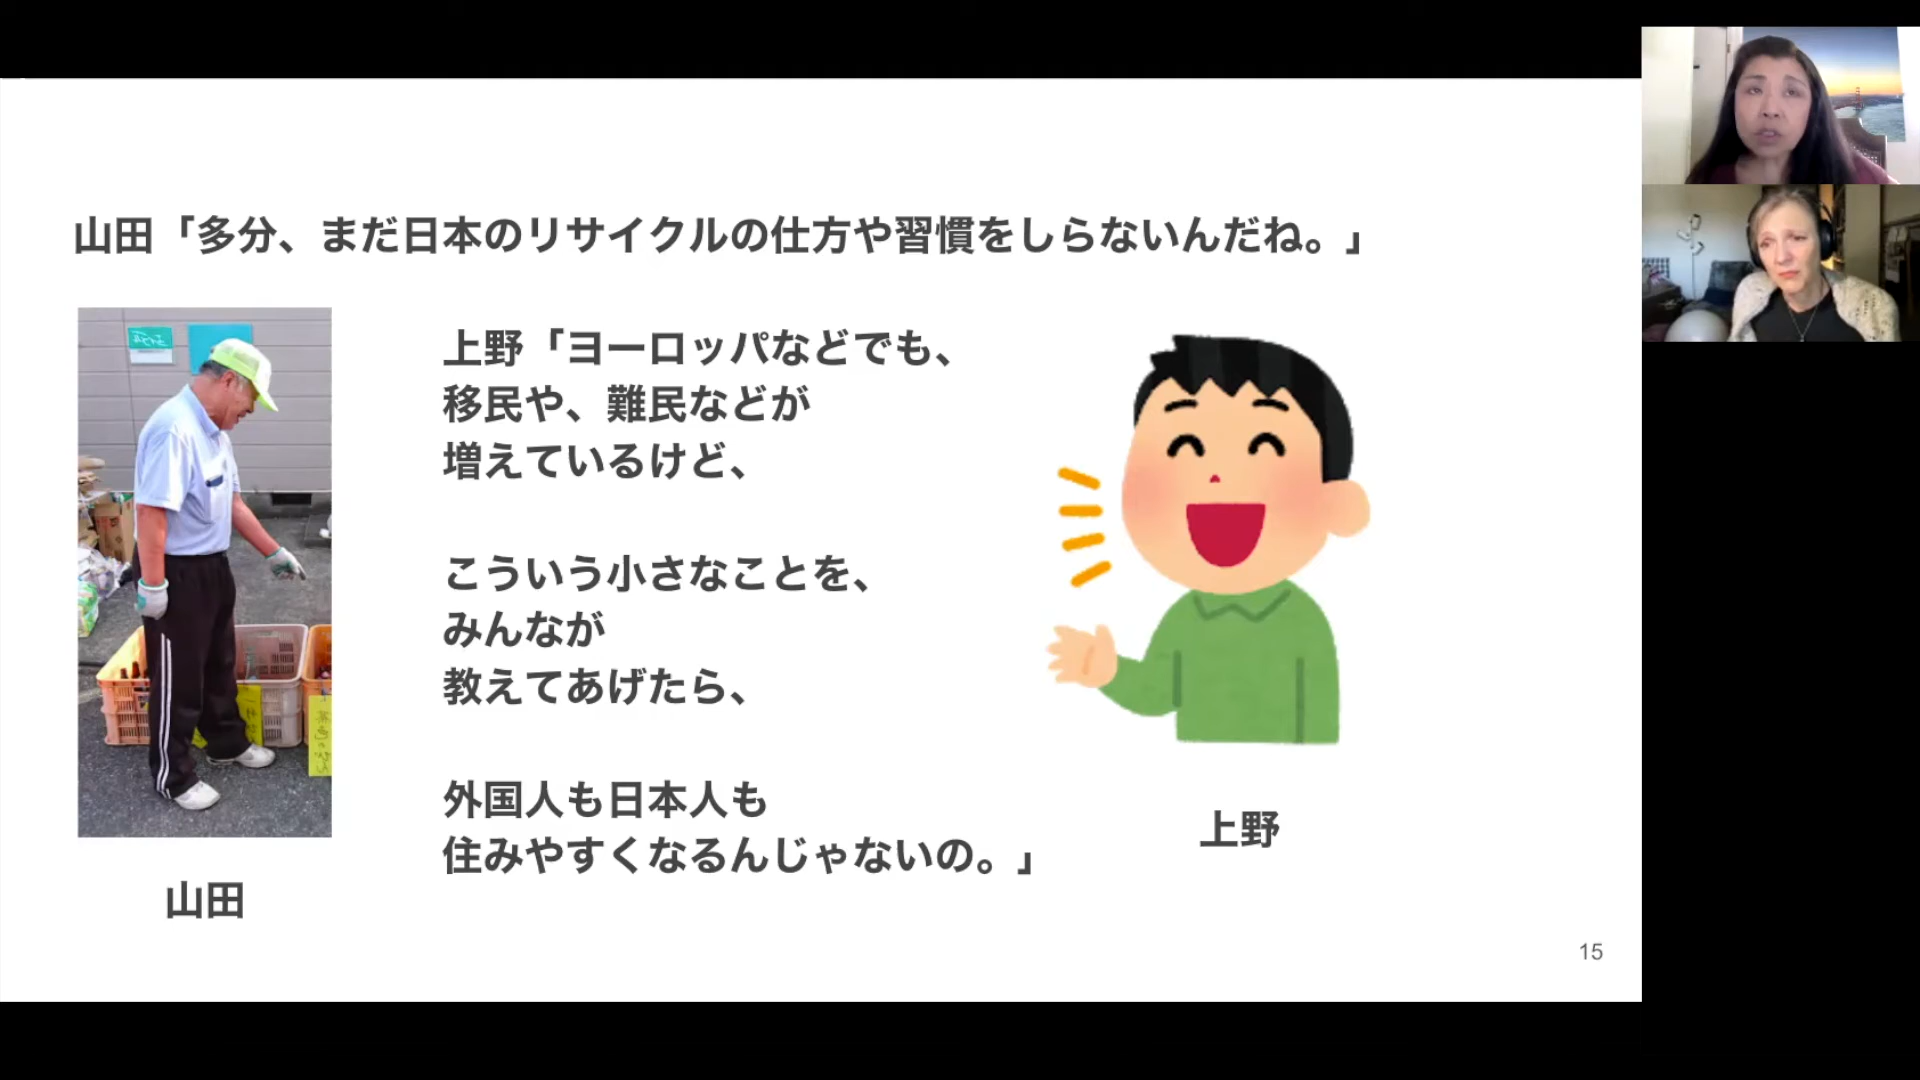 山田「多分、まだ日本のリサイクルの仕方や習慣をしらないんだね。」
上野「ヨーロッパなどでも、
移民や、難民などが
増えているけど、
こういう小さなことを、
みんなが
教えてあげたら、
外国人も日本人も
住みやすくなるんじゃないの。」
上野
山田
15